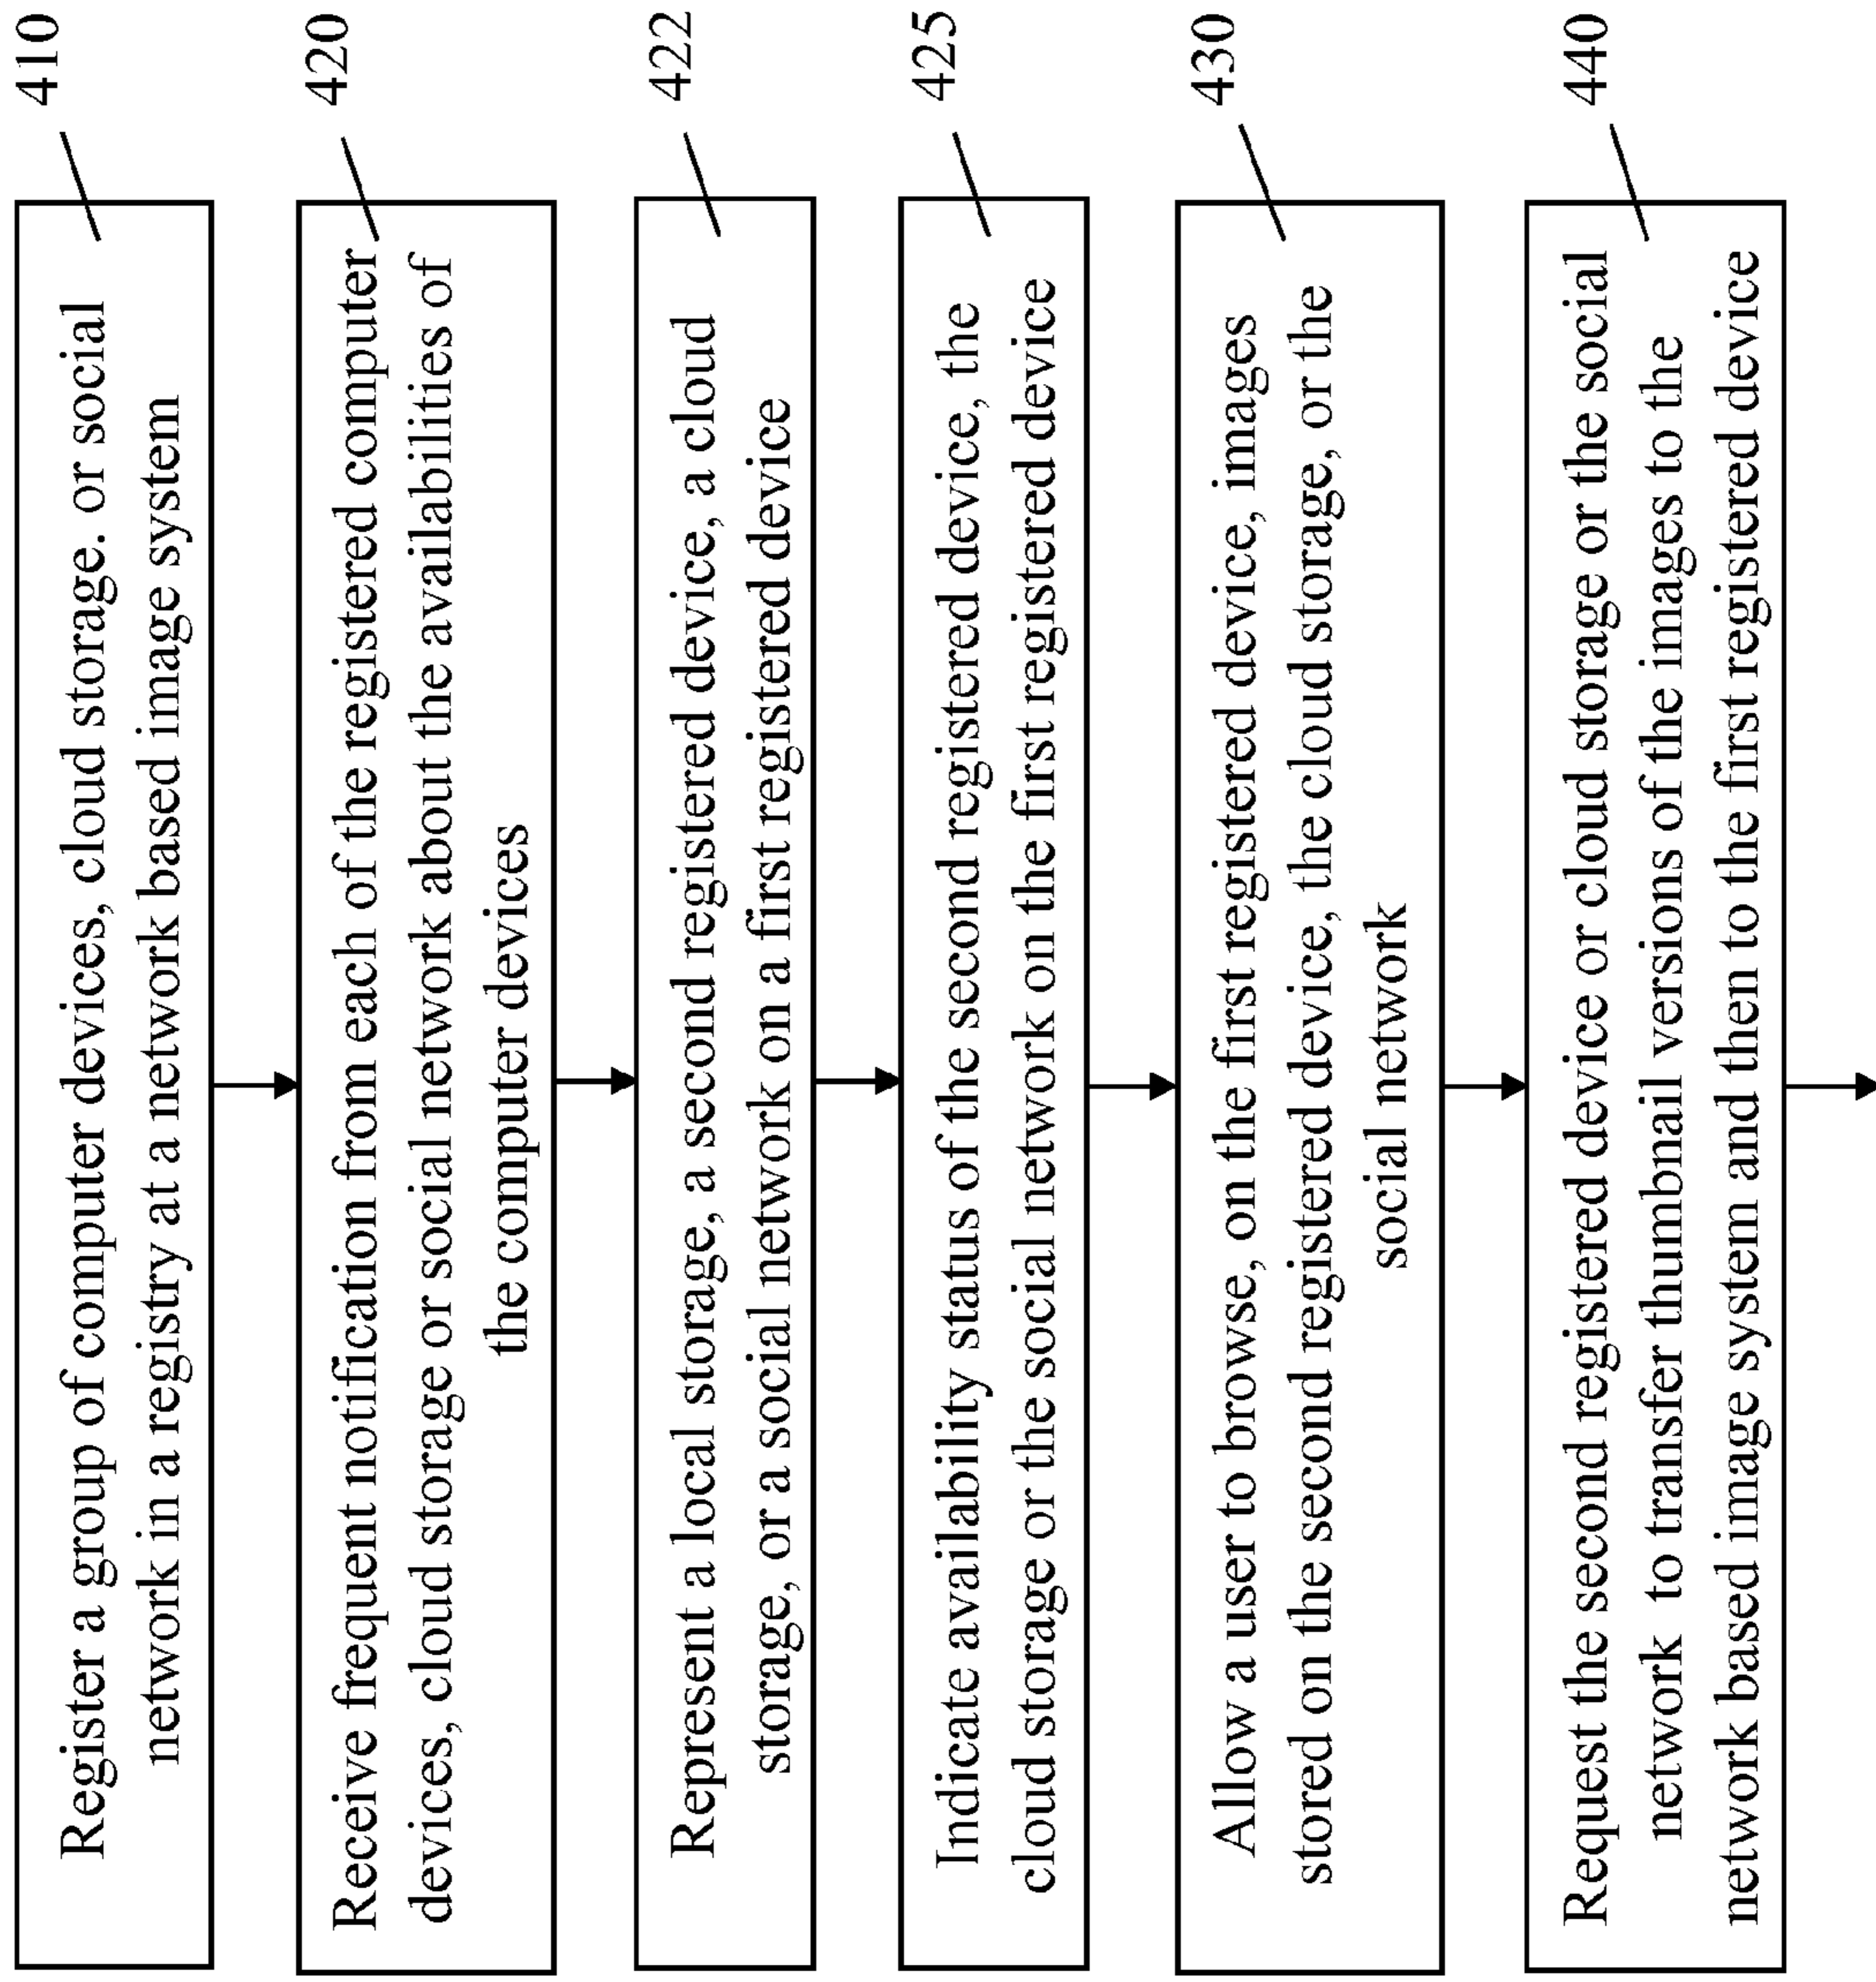 Register a group of computer devices, cloud storage. or social
network in a registry at a network based image system
410
Receive frequent notification from each of the registered computer
devices, cloud storage or social network about the availabilities of
the computer devices
420
Represent a local storage, a second registered device, a cloud
storage, or a social network on a first registered device
422
Indicate availability status of the second registered device, the
cloud storage or the social network on the first registered device
425
Allow a user to browse, on the first registered device, images
stored on the second registered device, the cloud storage, or the
social network
430
Request the second registered device or cloud storage or the social
network to transfer thumbnail versions of the images to the
network based image system and then to the first registered device
440